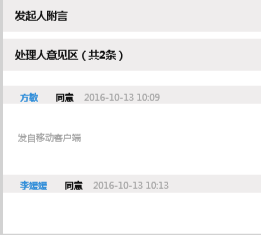 发起人附言
处理人意见区（共2条）
方敏 同意 2016-10-13 10:09
发自移动客户端
李媛媛 同意 2016-10-13 10:13